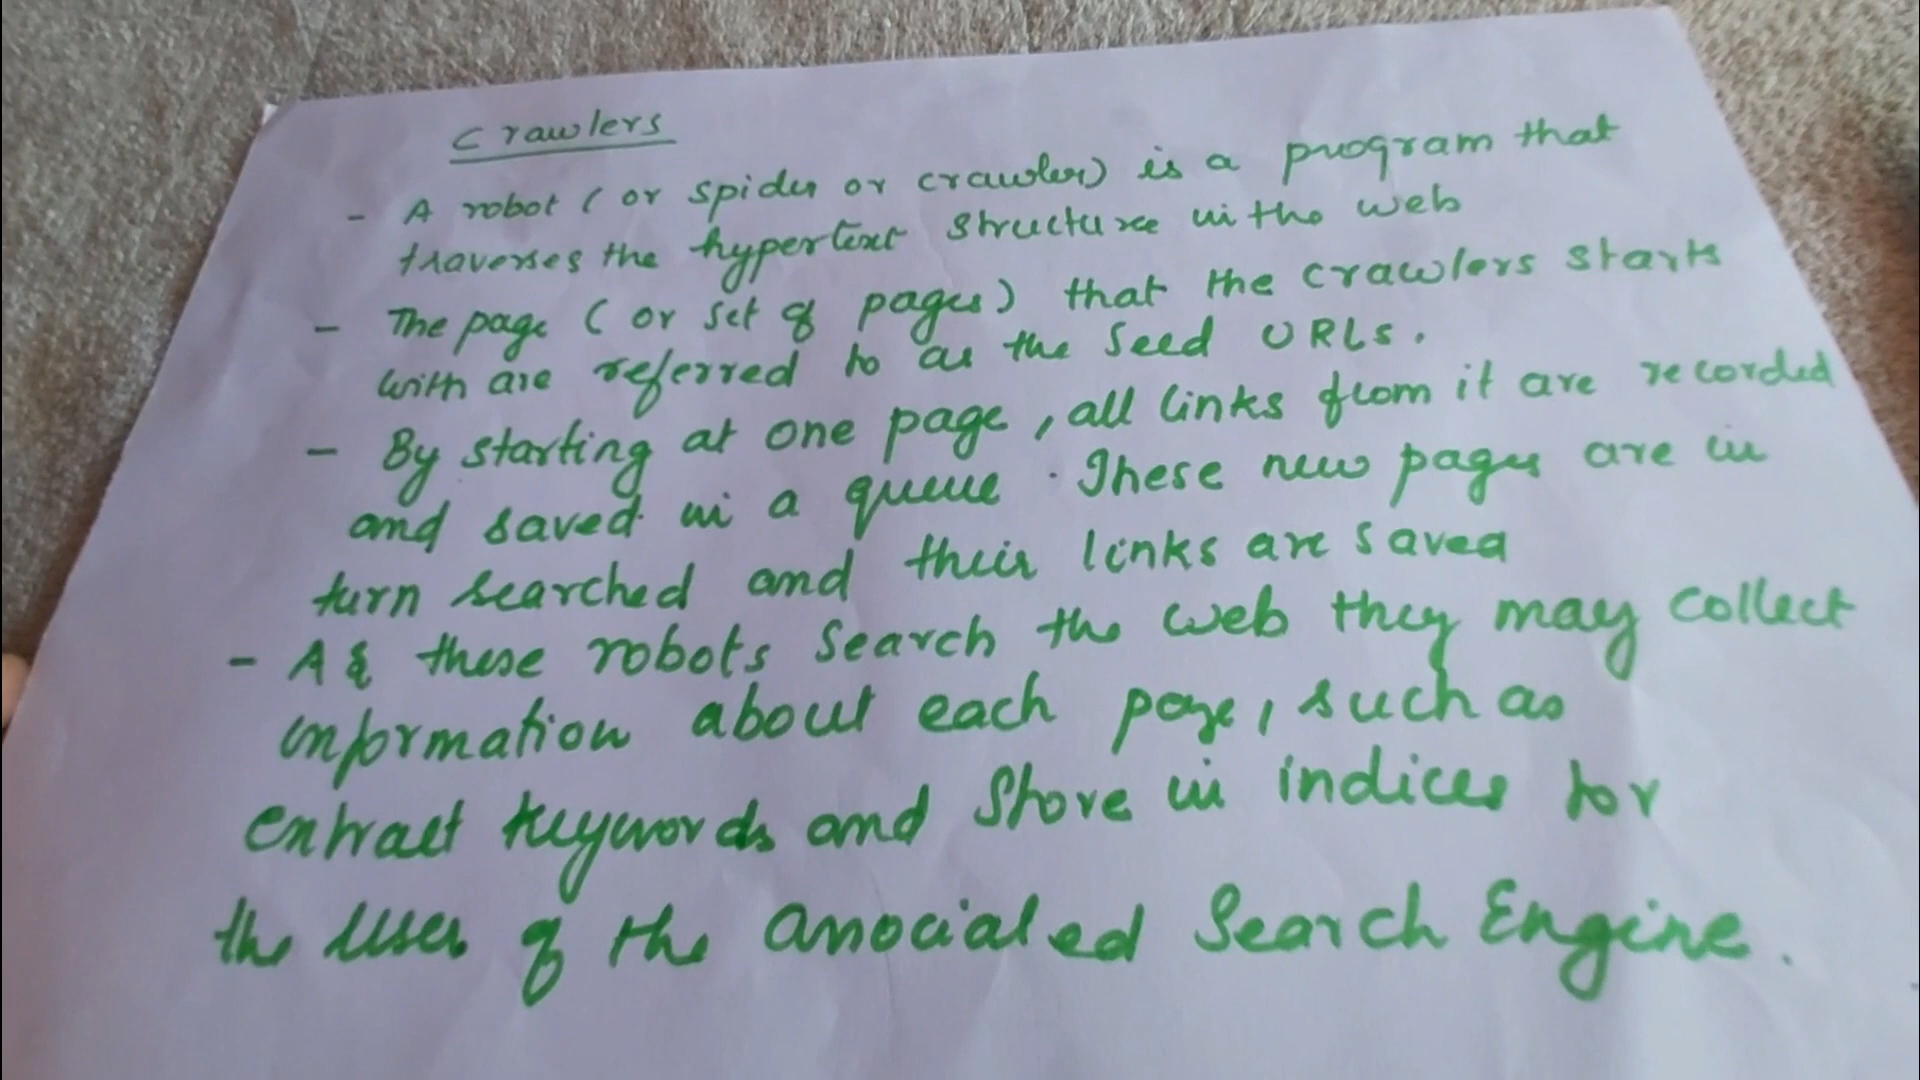 Crawlers
- A robot (or spider or crawler) is a program that
traverses the hypertext structure in the web
- The page (or set of pages) that the crawlers starts
with are referred to as the Seed URLs.
- By starting at one page, all links from it are recorded
and saved in a queue. These new pages are in
turn searched and their links are saved
- As these robots search the web they may collect
information about each page, such as
extract keywords and store in indices for
the users of the associated Search Engine.